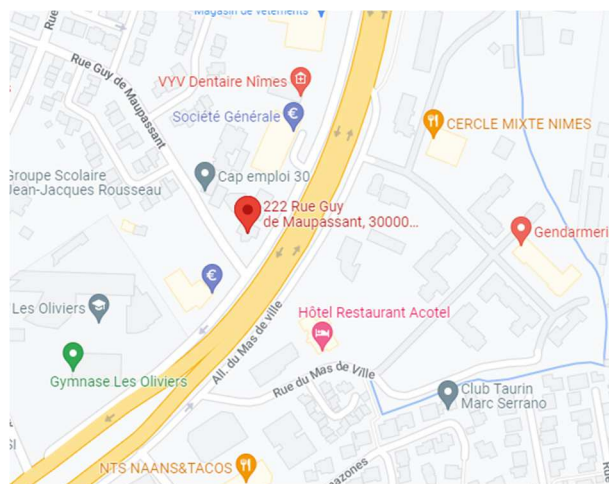 Magasin de vêtements
Rue
Rue Guy de Maupassant
VYV Dentaire Nîmes
Société Générale
CERCLE MIXTE NIMES
Groupe Scolaire
Jean-Jacques Rousseau
Cap emploi 30
222 Rue Guy
de Maupassant, 30000...
Gendarmeri
Les Oliviers
Hôtel Restaurant Acotel
All. du Mas de ville
Gymnase Les Oliviers
Rue du Mas de Ville
Club Taurin
Marc Serrano
NTS NAANS&TACOS